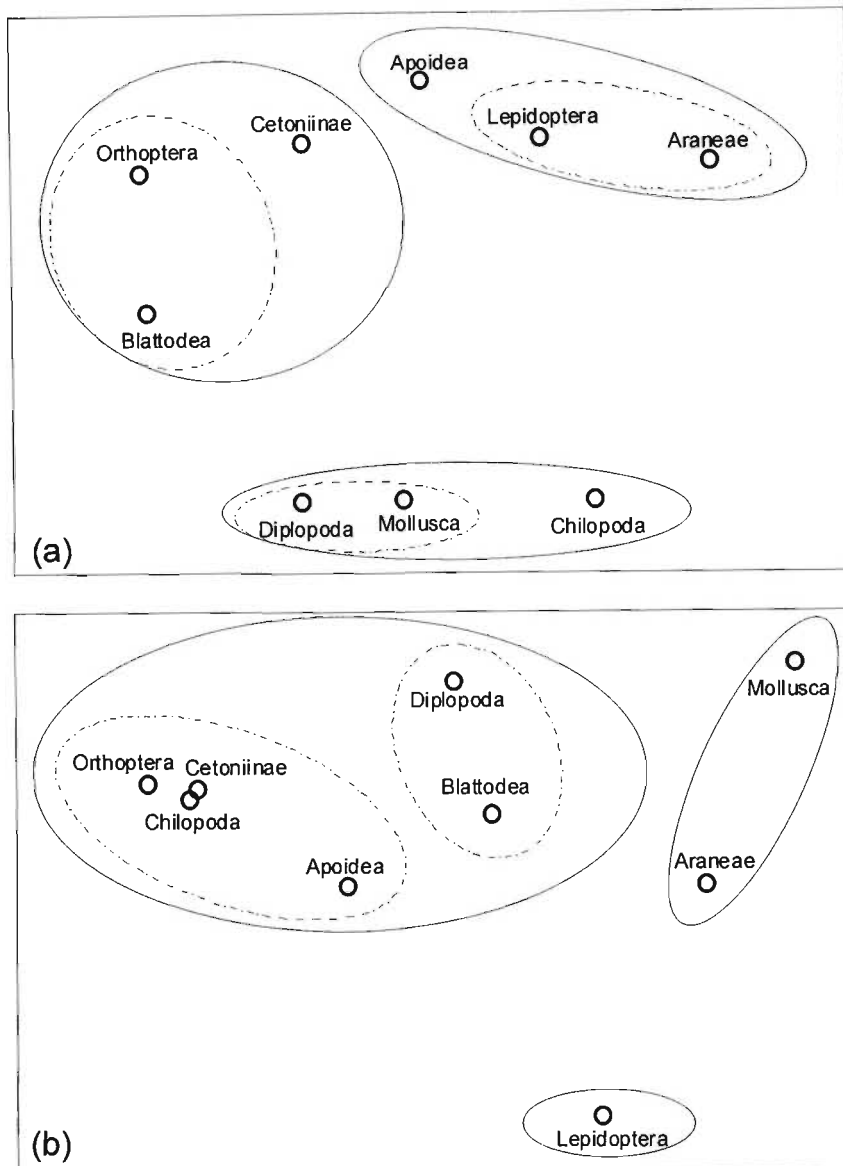 Apoidea
Lepidoptera
Araneae
Cetoniinae
Orthoptera
Blattodea
Diplopoda
Mollusca
Chilopoda
(a)
Mollusca
Diplopoda
Orthoptera
Cetoniinae
Blattodea
Chilopoda
Apoidea
Araneae
(b)
Lepidoptera